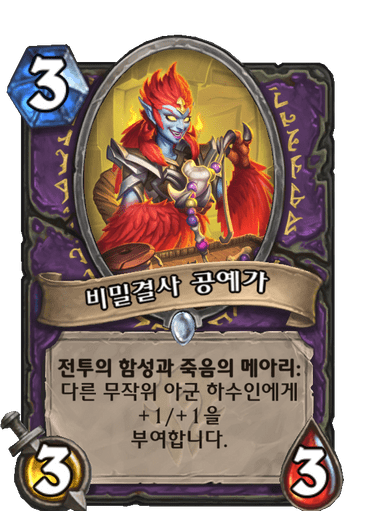 3
비밀결사 공예가
전투의 함성과 죽음의 메아리:
다른 무작위 아군 하수인에게
+1/+1을
부여합니다.
3
3